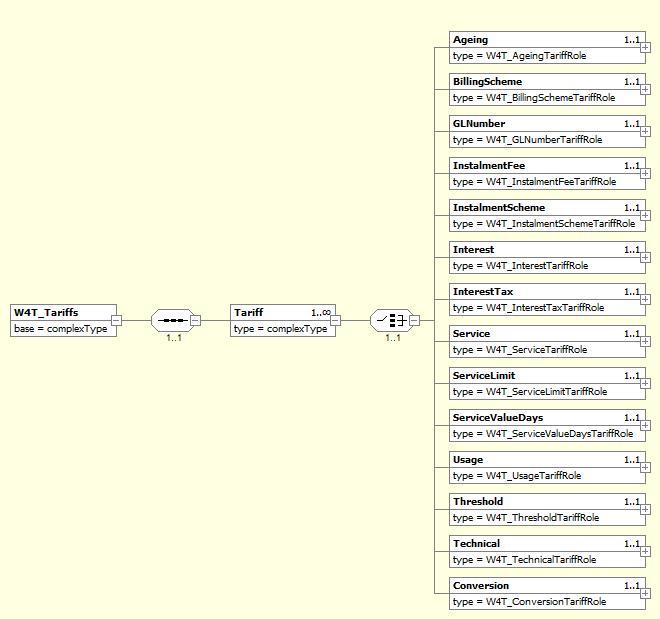 W4T_Tariffs
base = complexType
1..1
Tariff 1..∞
type = complexType
1..1
Ageing 1..1
type = W4T_AgeingTariffRole
BillingScheme 1..1
type = W4T_BillingSchemeTariffRole
GLNumber 1..1
type = W4T_GLNumberTariffRole
InstalmentFee 1..1
type = W4T_InstalmentFeeTariffRole
InstalmentScheme 1..1
type = W4T_InstalmentSchemeTariffRole
Interest 1..1
type = W4T_InterestTariffRole
InterestTax 1..1
type = W4T_InterestTaxTariffRole
Service 1..1
type = W4T_ServiceTariffRole
ServiceLimit 1..1
type = W4T_ServiceLimitTariffRole
ServiceValueDays 1..1
type = W4T_ServiceValueDaysTariffRole
Usage 1..1
type = W4T_UsageTariffRole
Threshold 1..1
type = W4T_ThresholdTariffRole
Technical 1..1
type = W4T_TechnicalTariffRole
Conversion 1..1
type = W4T_ConversionTariffRole